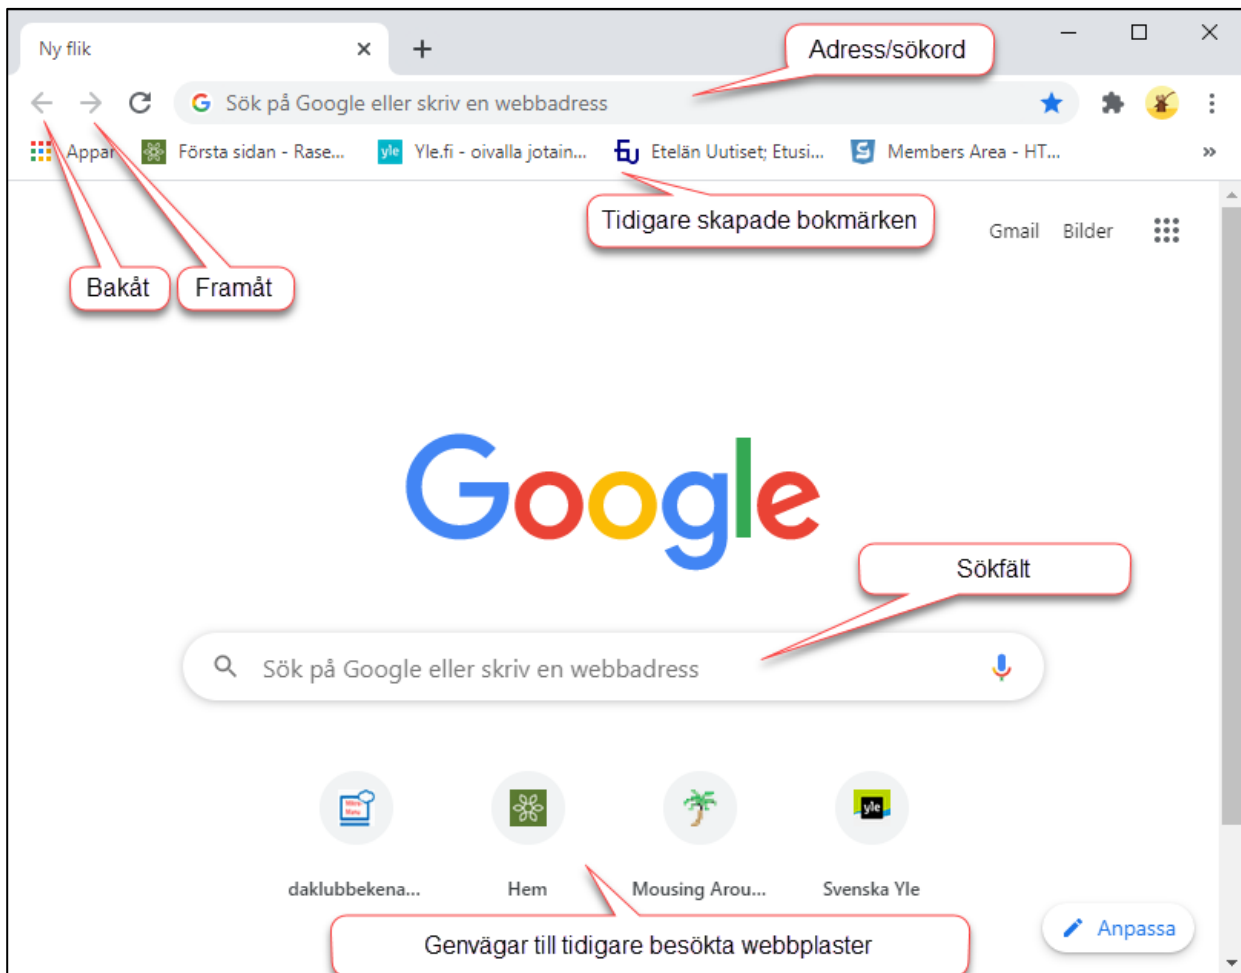 Ny flik
Adress/sökord
Sök på Google eller skriv en webbadress
Appar Första sidan - Rase... yle Yle.fi - oivalla jotain... Etelän Uutiset; Etusi... Members Area - HT...
Tidigare skapade bokmärken
Gmail Bilder
Bakåt Framåt
Google
Sökfält
Sök på Google eller skriv en webbadress
yle
daklubbekena... Hem Mousing Arou... Svenska Yle
Genvägar till tidigare besökta webbplaster
Anpassa